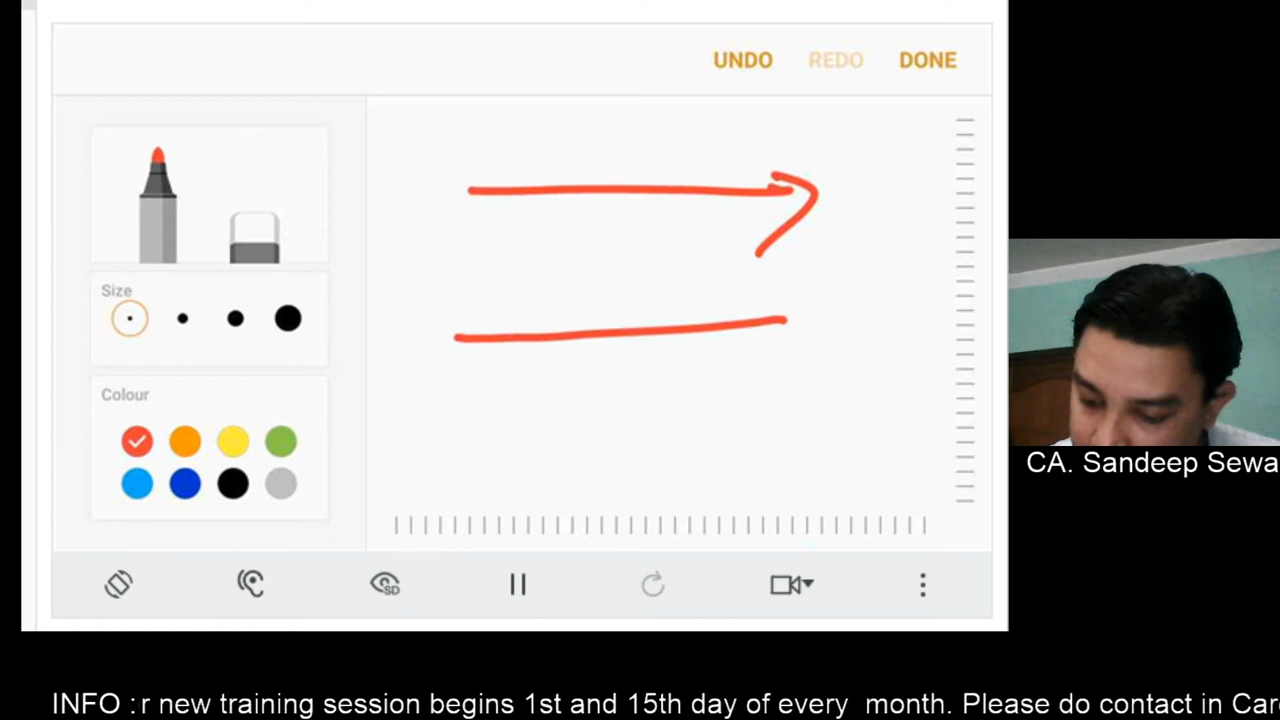 UNDO REDO DONE
Size
Colour
SD
CA. Sandeep Sewa
INFO : r new training session begins 1st and 15th day of every month. Please do contact in Car